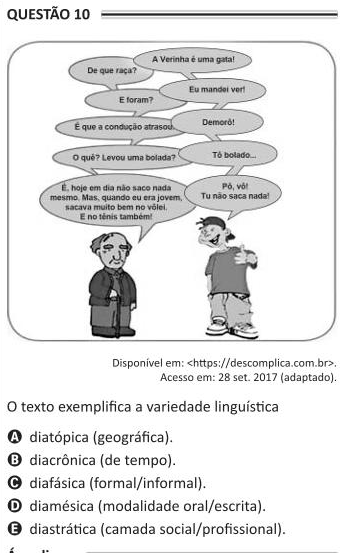 QUESTÃO 10
A Verinha é uma gata!
De que raça?
Eu mandei ver!
E foram?
Demorô!
É que a condução atrasou.
Tô bolado...
O quê? Levou uma bolada?
Pô, vô!
Tu não saca nada!
É, hoje em dia não saco nada
mesmo. Mas, quando eu era jovem,
sacava muito bem no vôlei.
E no tênis também!
Disponível em: <https://descomplica.com.br>.
Acesso em: 28 set. 2017 (adaptado).
O texto exemplifica a variedade linguística
A diatópica (geográfica).
B diacrônica (de tempo).
C diafásica (formal/informal).
D diamésica (modalidade oral/escrita).
E diastrática (camada social/profissional).